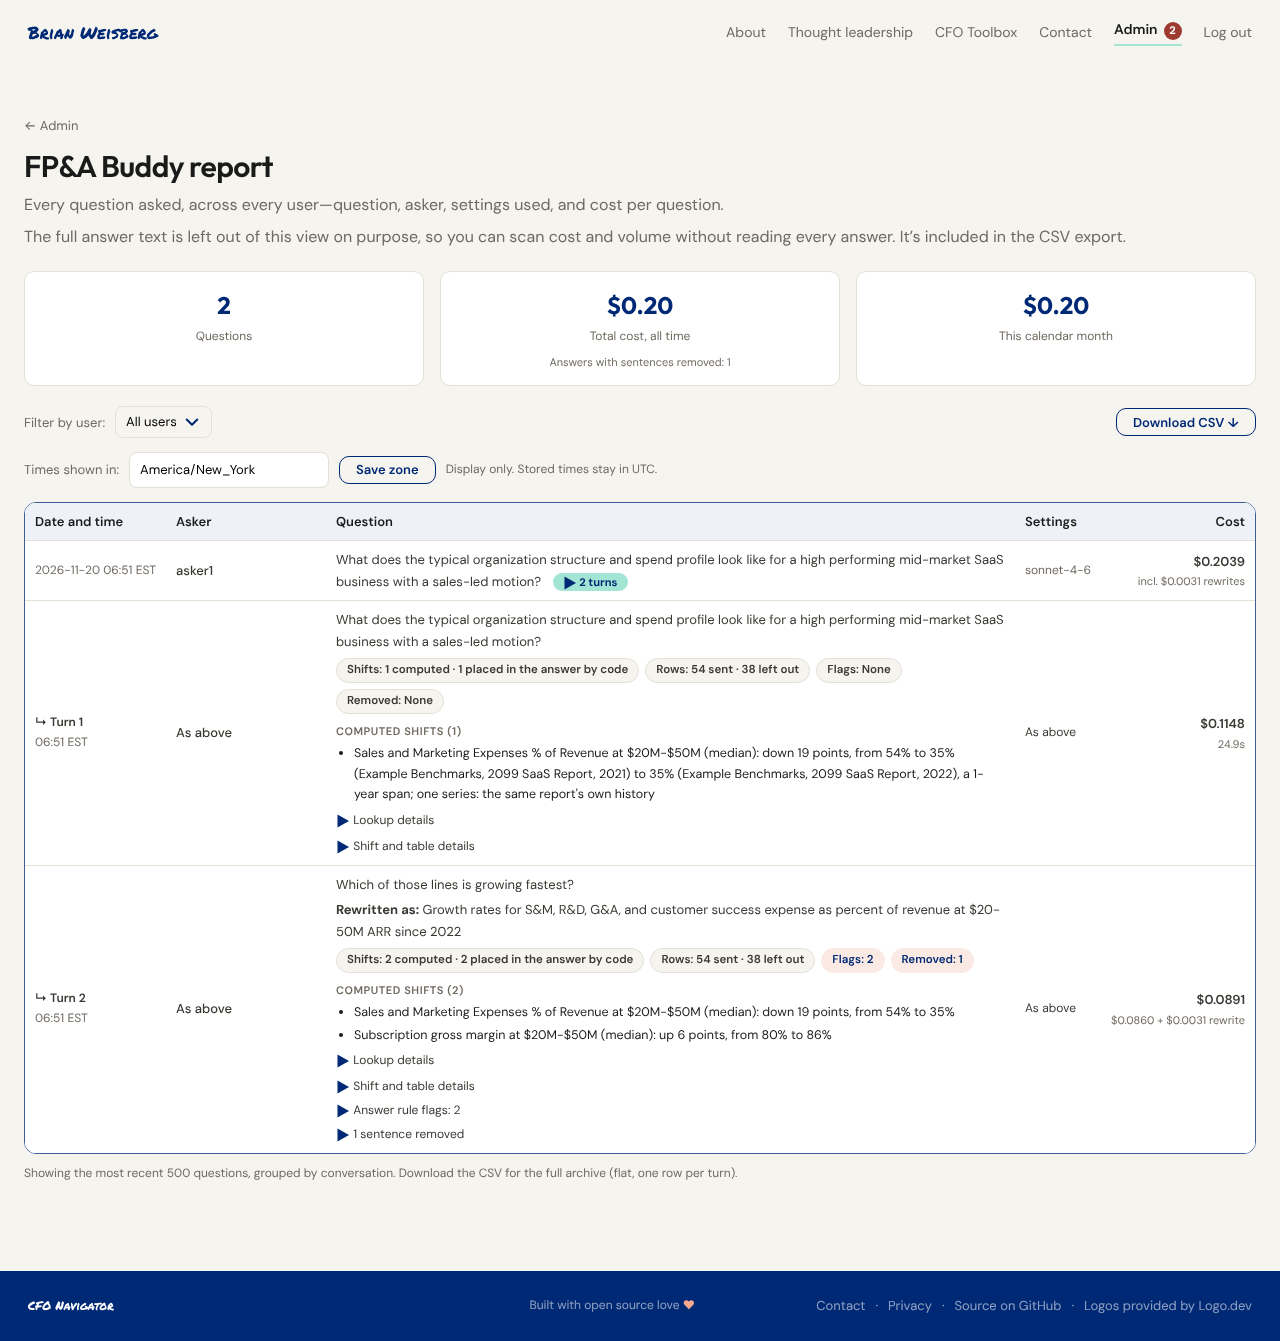 Brian Weisberg
About Thought leadership CFO Toolbox Contact Admin 2 Log out
← Admin
FP&A Buddy report
Every question asked, across every user—question, asker, settings used, and cost per question.
The full answer text is left out of this view on purpose, so you can scan cost and volume without reading every answer. It’s included in the CSV export.
2
Questions
$0.20
Total cost, all time
Answers with sentences removed: 1
$0.20
This calendar month
Filter by user: All users
Download CSV ↓
Times shown in: America/New_York Save zone Display only. Stored times stay in UTC.
Date and time Asker Question Settings Cost
2026-11-20 06:51 EST asker1
What does the typical organization structure and spend profile look like for a high performing mid-market SaaS
business with a sales-led motion? ▶ 2 turns
sonnet-4-6
$0.2039
incl. $0.0031 rewrites
↳ Turn 1
06:51 EST
As above
What does the typical organization structure and spend profile look like for a high performing mid-market SaaS
business with a sales-led motion?
Shifts: 1 computed · 1 placed in the answer by code Rows: 54 sent · 38 left out Flags: None
Removed: None
COMPUTED SHIFTS (1)
• Sales and Marketing Expenses % of Revenue at $20M-$50M (median): down 19 points, from 54% to 35%
(Example Benchmarks, 2099 SaaS Report, 2021) to 35% (Example Benchmarks, 2099 SaaS Report, 2022), a 1-
year span; one series: the same report's own history
▶ Lookup details
▶ Shift and table details
As above
$0.1148
24.9s
↳ Turn 2
06:51 EST
As above
Which of those lines is growing fastest?
Rewritten as: Growth rates for S&M, R&D, G&A, and customer success expense as percent of revenue at $20-
50M ARR since 2022
Shifts: 2 computed · 2 placed in the answer by code Rows: 54 sent · 38 left out Flags: 2 Removed: 1
COMPUTED SHIFTS (2)
• Sales and Marketing Expenses % of Revenue at $20M-$50M (median): down 19 points, from 54% to 35%
• Subscription gross margin at $20M-$50M (median): up 6 points, from 80% to 86%
▶ Lookup details
▶ Shift and table details
▶ Answer rule flags: 2
▶ 1 sentence removed
As above
$0.0891
$0.0860 + $0.0031 rewrite
Showing the most recent 500 questions, grouped by conversation. Download the CSV for the full archive (flat, one row per turn).
CFO Navigator
Built with open source love ♥
Contact · Privacy · Source on GitHub · Logos provided by Logo.dev